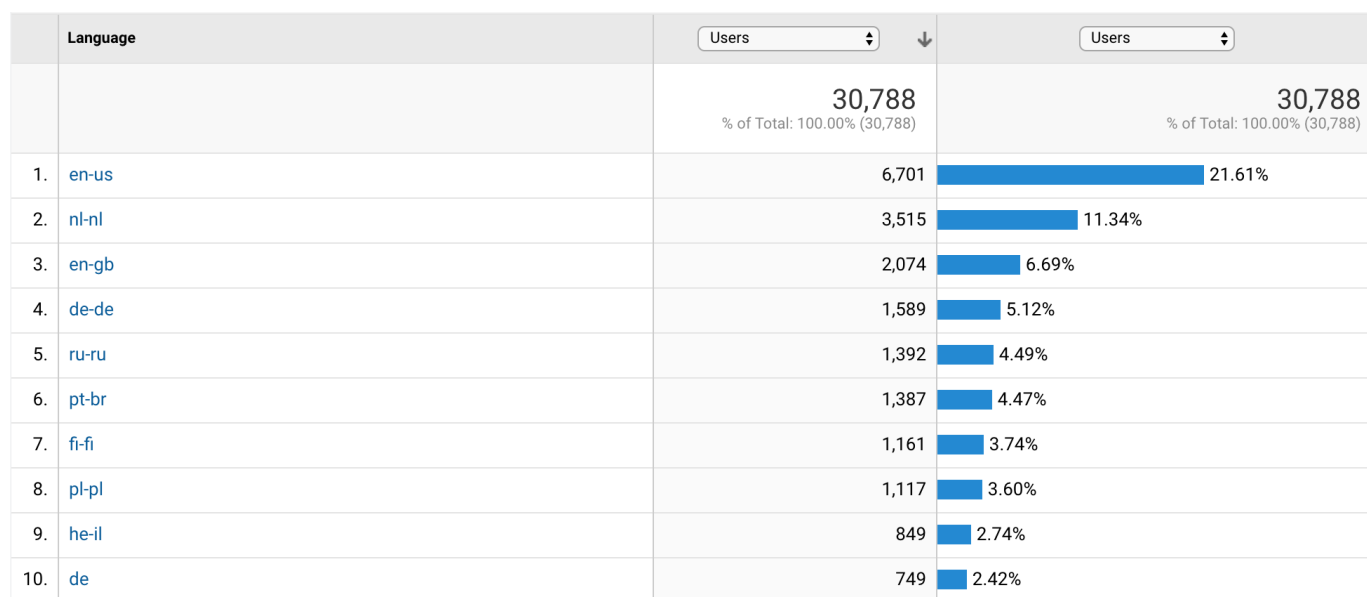 Language Users Users
30,788 30,788
% of Total: 100.00% (30,788) % of Total: 100.00% (30,788)
1. en-us 6,701 21.61%
2. nl-nl 3,515 11.34%
3. en-gb 2,074 6.69%
4. de-de 1,589 5.12%
5. ru-ru 1,392 4.49%
6. pt-br 1,387 4.47%
7. fi-fi 1,161 3.74%
8. pl-pl 1,117 3.60%
9. he-il 849 2.74%
10. de 749 2.42%